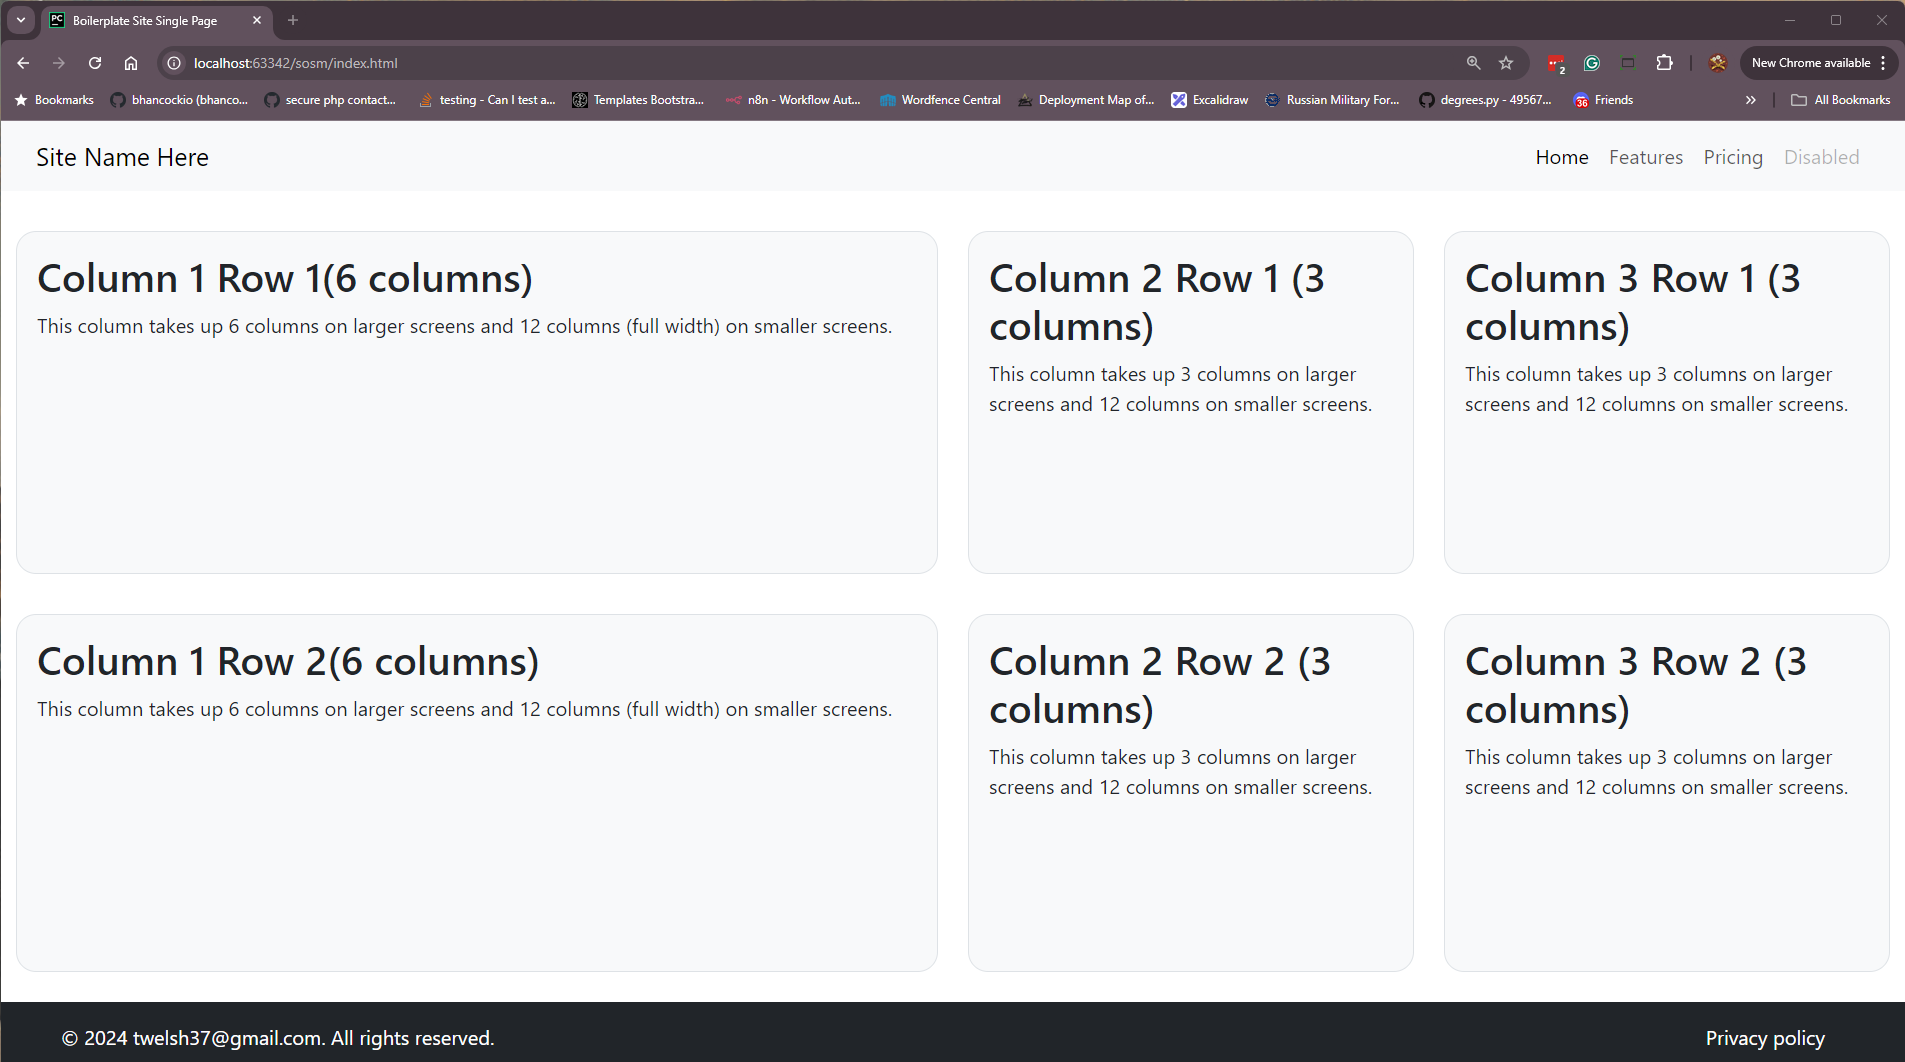 PC Boilerplate Site Single Page
localhost:63342/sosm/index.html
2
New Chrome available
Bookmarks bhancockio (bhanco... secure php contact... testing - Can I test a... Templates Bootstra... n8n - Workflow Aut... Wordfence Central Deployment Map of... Excalidraw Russian Military For... degrees.py - 49567... 36 Friends All Bookmarks
Site Name Here
Home Features Pricing Disabled
Column 1 Row 1(6 columns)
This column takes up 6 columns on larger screens and 12 columns (full width) on smaller screens.
Column 2 Row 1 (3
columns)
This column takes up 3 columns on larger
screens and 12 columns on smaller screens.
Column 3 Row 1 (3
columns)
This column takes up 3 columns on larger
screens and 12 columns on smaller screens.
Column 1 Row 2(6 columns)
This column takes up 6 columns on larger screens and 12 columns (full width) on smaller screens.
Column 2 Row 2 (3
columns)
This column takes up 3 columns on larger
screens and 12 columns on smaller screens.
Column 3 Row 2 (3
columns)
This column takes up 3 columns on larger
screens and 12 columns on smaller screens.
© 2024 twelsh37@gmail.com. All rights reserved.
Privacy policy